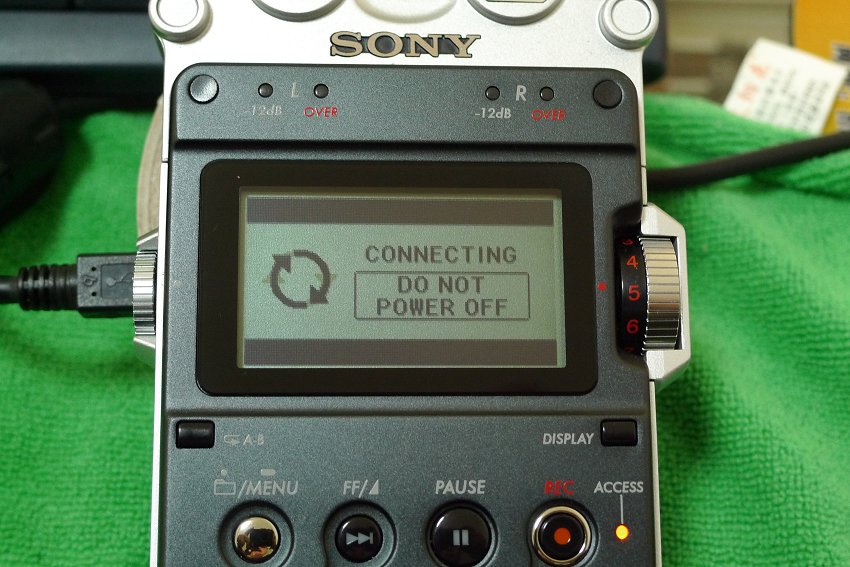 SONY
L R
-12dB OVER -12dB OVER
CONNECTING
DO NOT
POWER OFF
4
5
6
A-B DISPLAY
/MENU FF/ PAUSE REC ACCESS